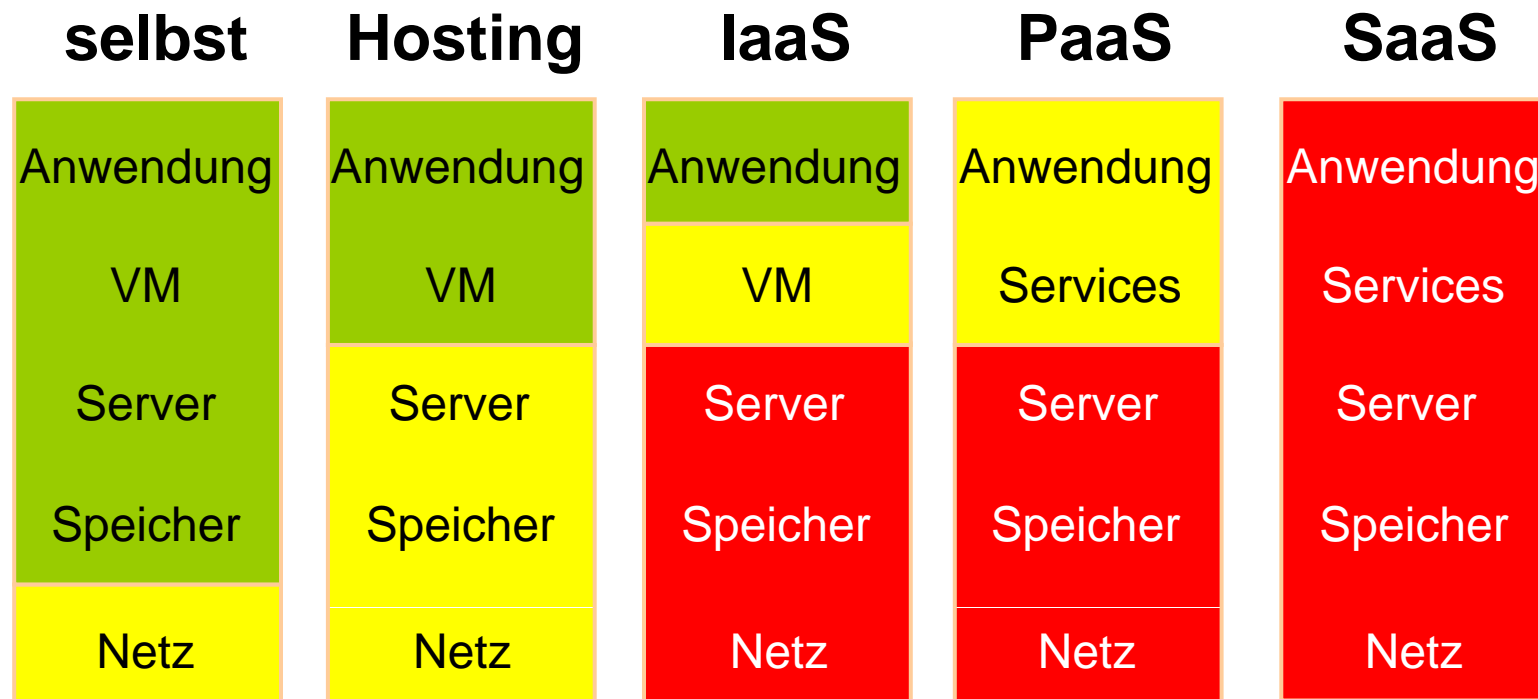 selbst Hosting IaaS PaaS SaaS
Anwendung Anwendung Anwendung Anwendung Anwendung
VM VM VM Services Services
Server Server Server Server Server
Speicher Speicher Speicher Speicher Speicher
Netz Netz Netz Netz Netz